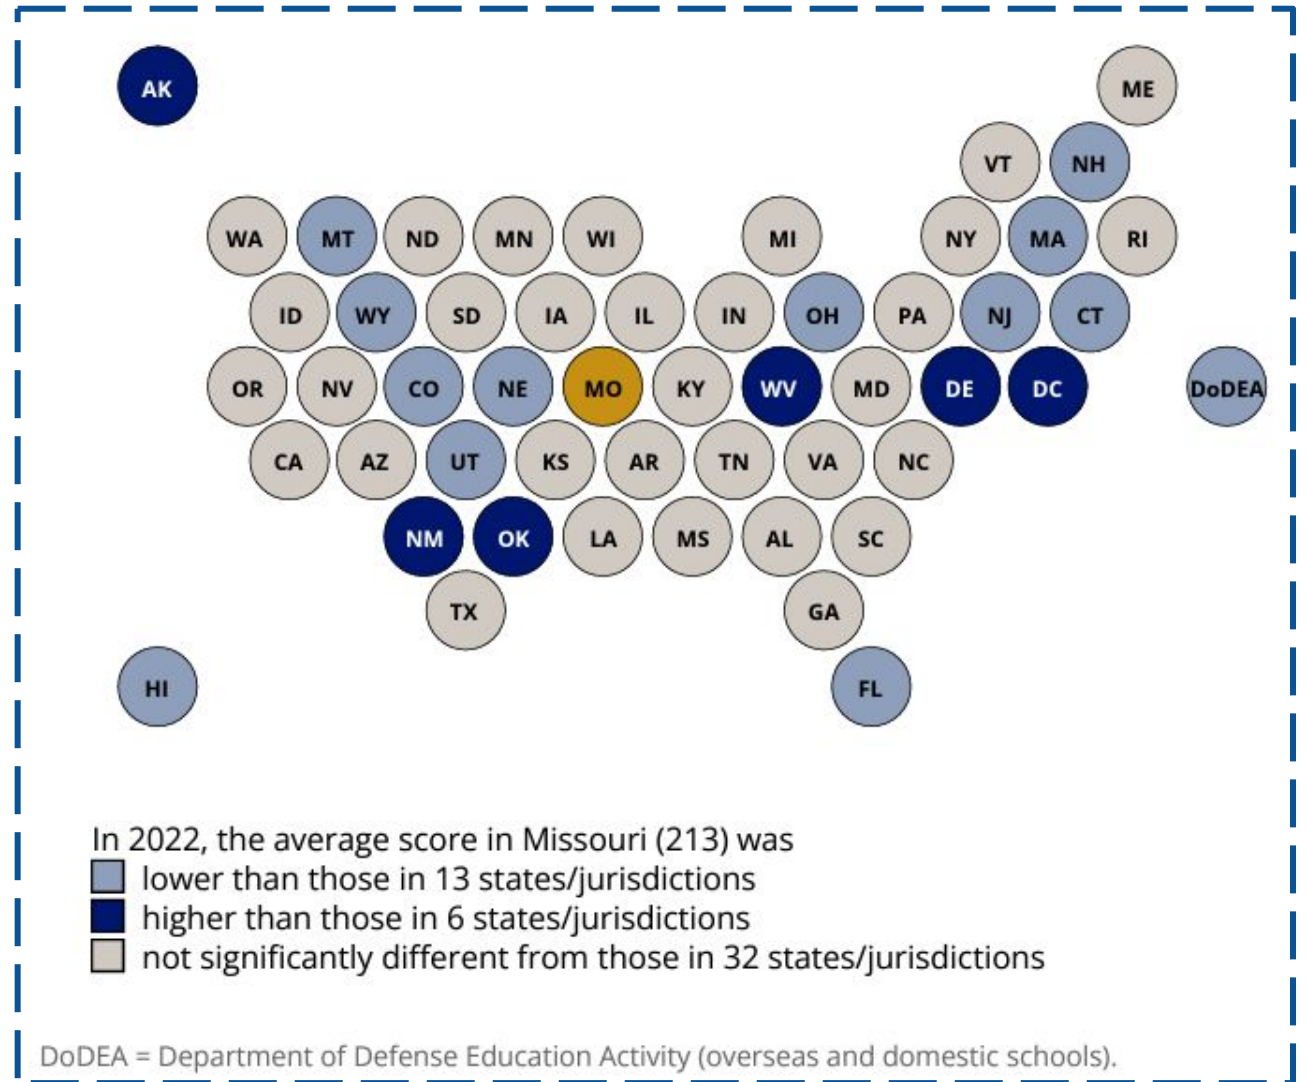 AK
ME
VT NH
WA MT ND MN WI MI NY MA RI
ID WY SD IA IL IN OH PA NJ CT
OR NV CO NE MO KY WV MD DE DC DoDEA
CA AZ UT KS AR TN VA NC
NM OK LA MS AL SC
TX GA
HI FL
In 2022, the average score in Missouri (213) was
lower than those in 13 states/jurisdictions
higher than those in 6 states/jurisdictions
not significantly different from those in 32 states/jurisdictions
DoDEA = Department of Defense Education Activity (overseas and domestic schools).